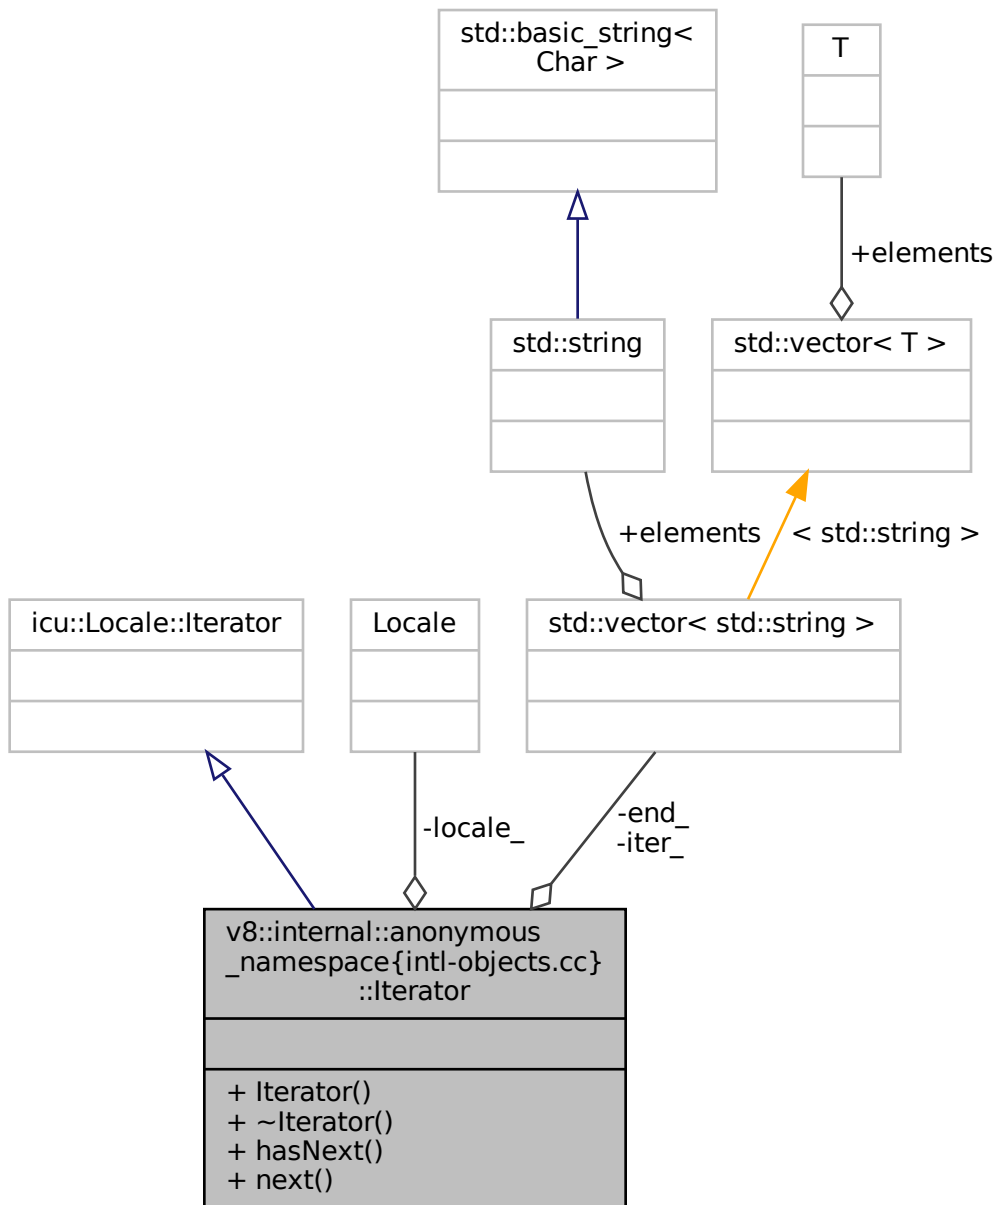 std::basic_string<
Char >
T
+elements
std::string
std::vector< T >
+elements
< std::string >
icu::Locale::Iterator
Locale
std::vector< std::string >
-locale_
-end_
-iter_
v8::internal::anonymous
_namespace{intl-objects.cc}
::Iterator
+ Iterator()
+ ~Iterator()
+ hasNext()
+ next()